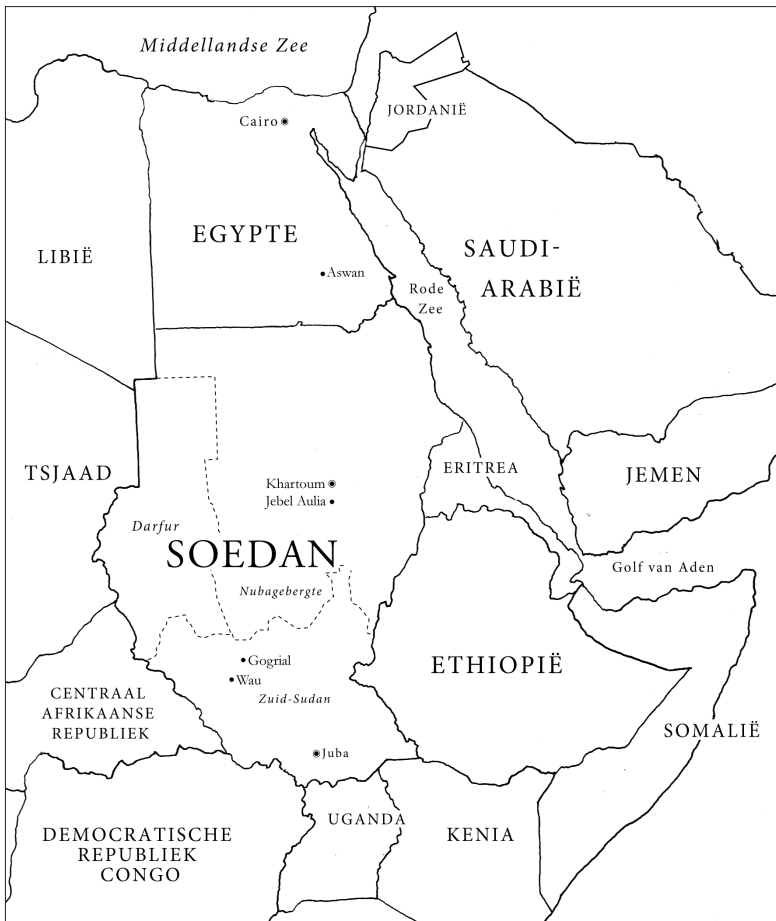 Middellandse Zee
JORDANIË
Cairo
EGYPTE
LIBIË
SAUDI-
ARABIË
Aswan
Rode
Zee
TSJAAD
ERITREA
JEMEN
Khartoum
Jebel Aulia
Darfur
SOEDAN
Golf van Aden
Nubagebergte
Gogrial
Wau
Zuid-Sudan
ETHIOPIË
CENTRAAL
AFRIKAANSE
REPUBLIEK
SOMALIË
Juba
UGANDA
KENIA
DEMOCRATISCHE
REPUBLIEK
CONGO